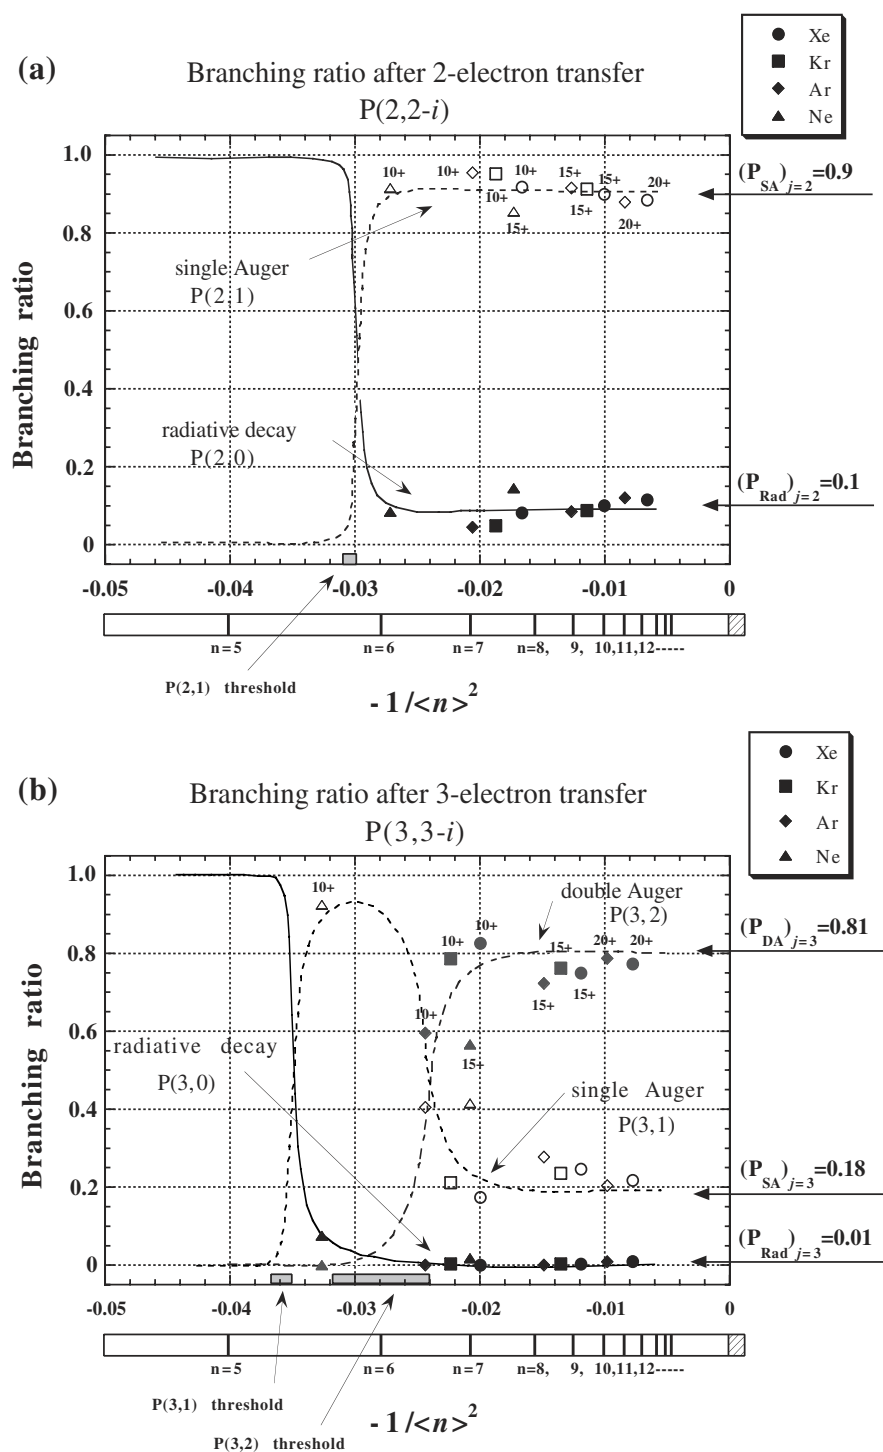 Xe
Kr
Ar
Ne
(a)
Branching ratio after 2-electron transfer
P(2,2-i)
Branching ratio
1.0
0.8
0.6
0.4
0.2
0
10+
10+
10+
10+
15+
15+
15+
15+
20+
20+
single Auger
P(2,1)
radiative decay
P(2,0)
(P_SA)_{j=2}=0.9
(P_Rad)_{j=2}=0.1
-0.05
-0.04
-0.03
-0.02
-0.01
0
n=5
n=6
n=7
n=8,
9,
10,11,12-----
P(2,1) threshold
- 1/<n>²
Xe
Kr
Ar
Ne
(b)
Branching ratio after 3-electron transfer
P(3,3-i)
Branching ratio
1.0
0.8
0.6
0.4
0.2
0
10+
10+
10+
10+
15+
15+
15+
15+
20+
20+
double Auger
P(3,2)
radiative decay
P(3,0)
single Auger
P(3,1)
(P_DA)_{j=3}=0.81
(P_SA)_{j=3}=0.18
(P_Rad)_{j=3}=0.01
-0.05
-0.04
-0.03
-0.02
-0.01
0
n=5
n=6
n=7
n=8,
9,
10,11,12-----
P(3,1) threshold
P(3,2) threshold
- 1/<n>²